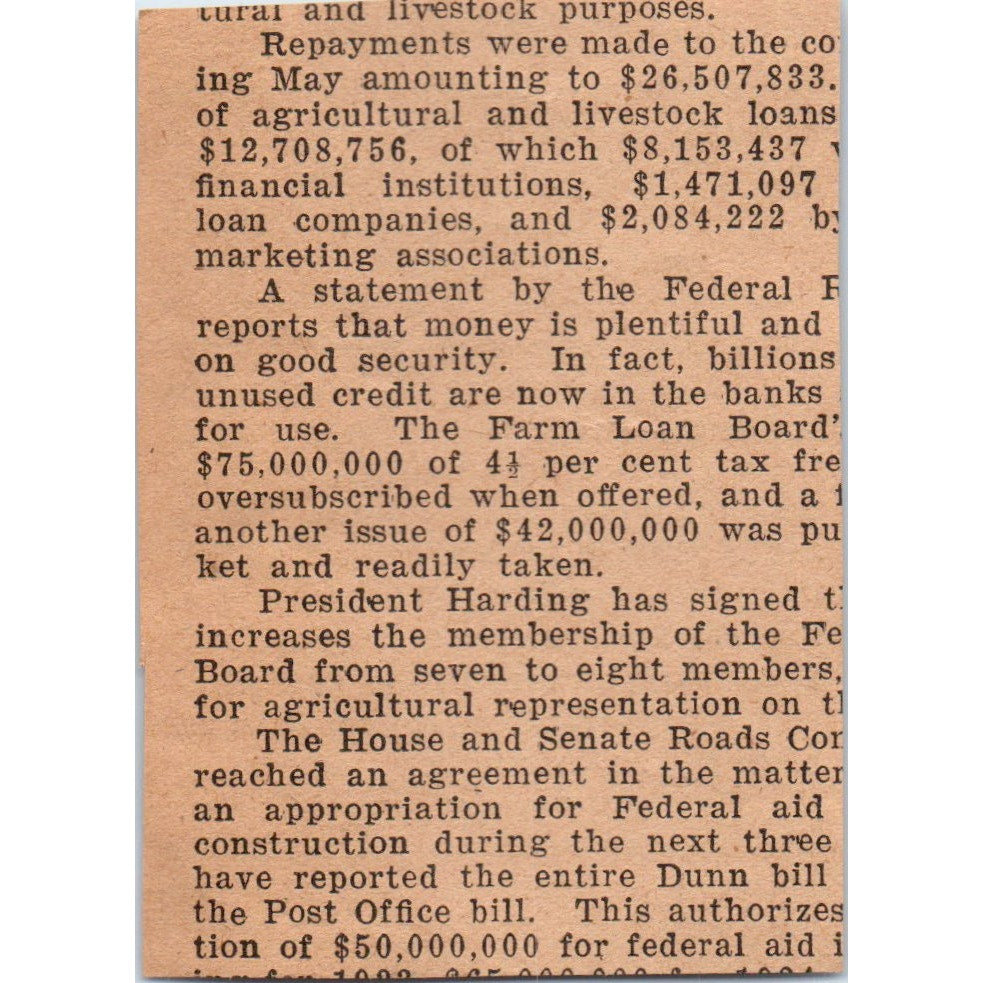 tural and livestock purposes.
Repayments were made to the co
ing May amounting to $26,507,833.
of agricultural and livestock loans
$12,708,756, of which $8,153,437
financial institutions, $1,471,097
loan companies, and $2,084,222 by
marketing associations.
A statement by the Federal
reports that money is plentiful and
on good security. In fact, billions
unused credit are now in the banks
for use. The Farm Loan Board's
$75,000,000 of 4½ per cent tax fre
oversubscribed when offered, and a
another issue of $42,000,000 was pu
ket and readily taken.
President Harding has signed
increases the membership of the Fe
Board from seven to eight members,
for agricultural representation on
The House and Senate Roads
reached an agreement in the matter
an appropriation for Federal aid
construction during the next three
have reported the entire Dunn bill
the Post Office bill. This authorizes
tion of $50,000,000 for federal aid